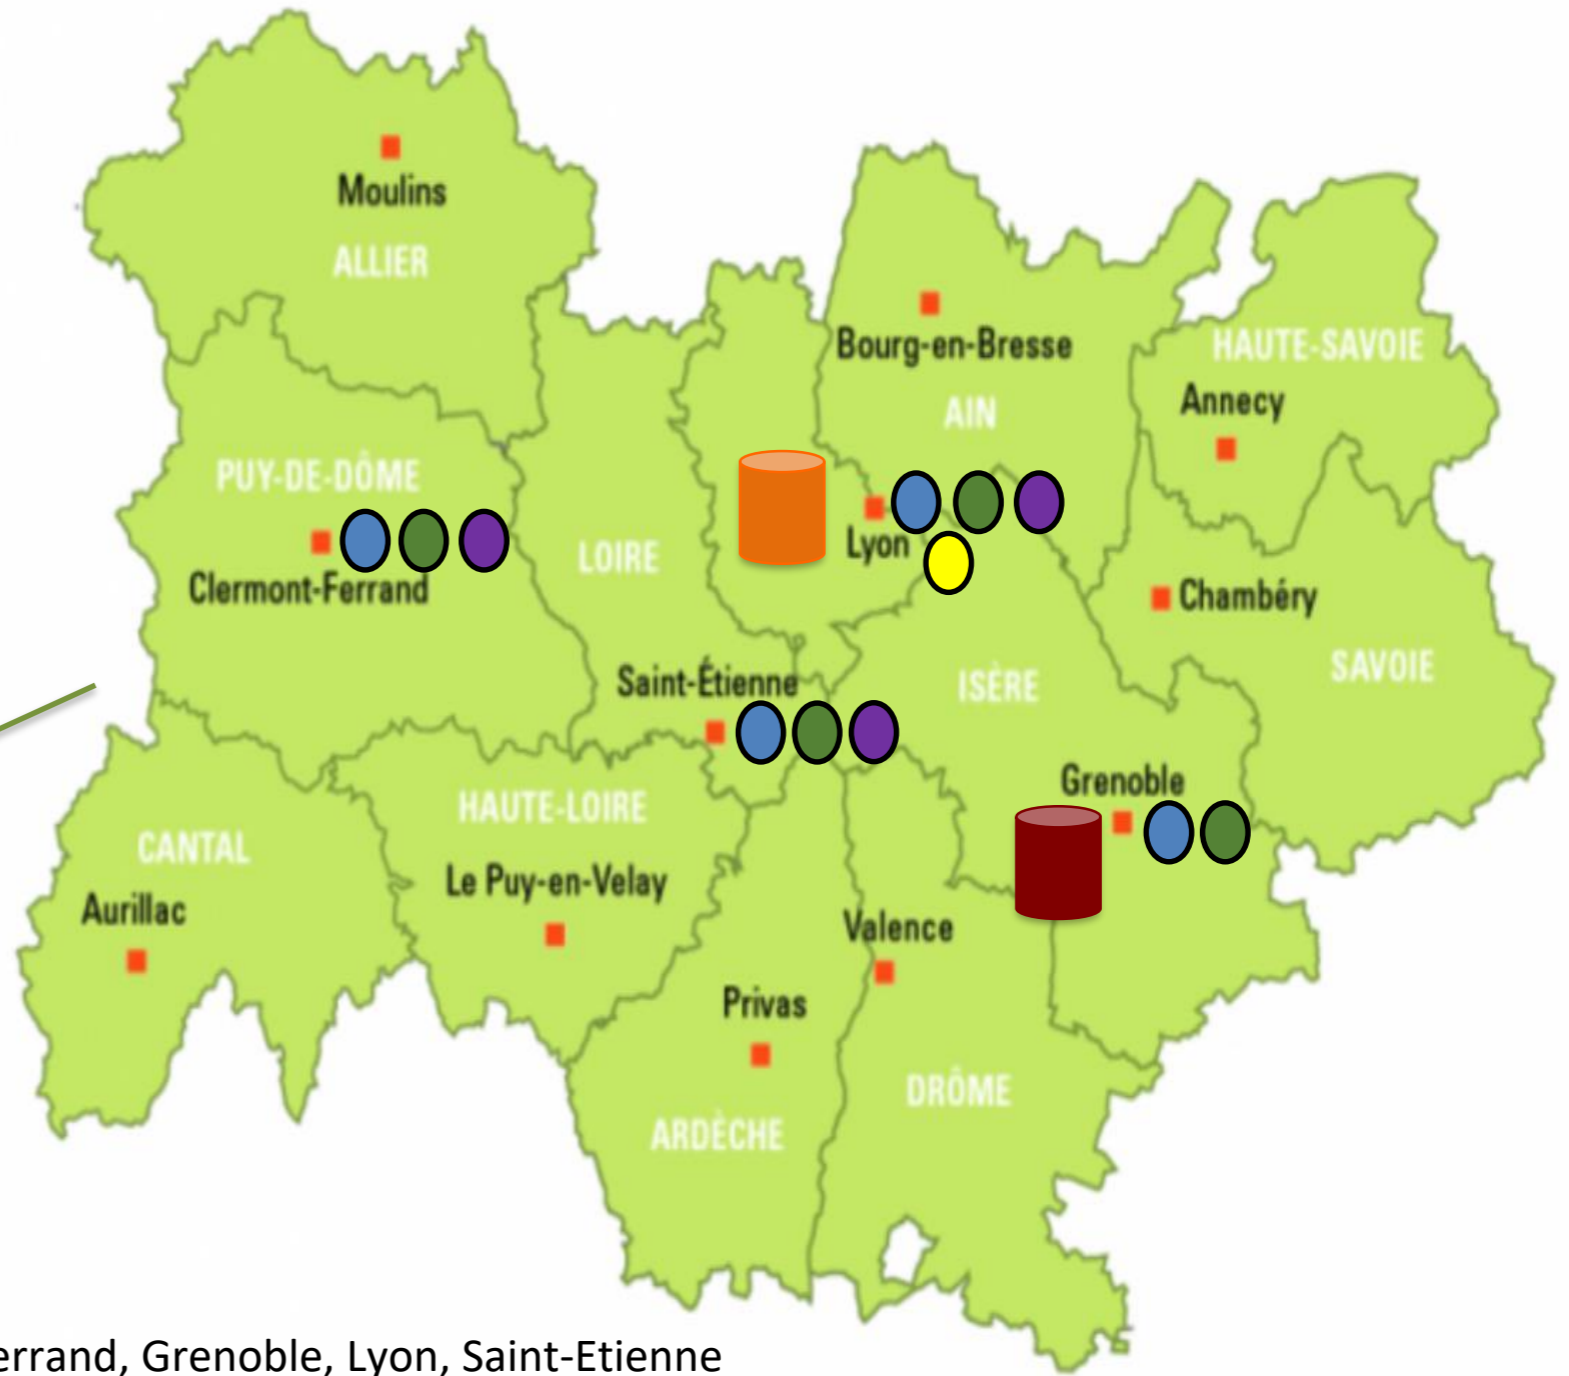 Moulins
ALLIER
Bourg-en-Bresse
HAUTE-SAVOIE
Annecy
AIN
PUY-DE-DÔME
LOIRE
Lyon
Clermont-Ferrand
Chambéry
SAVOIE
Saint-Étienne
ISÈRE
Grenoble
HAUTE-LOIRE
CANTAL
Le Puy-en-Velay
Aurillac
Valence
Privas
DRÔME
ARDÈCHE
errand, Grenoble, Lyon, Saint-Etienne